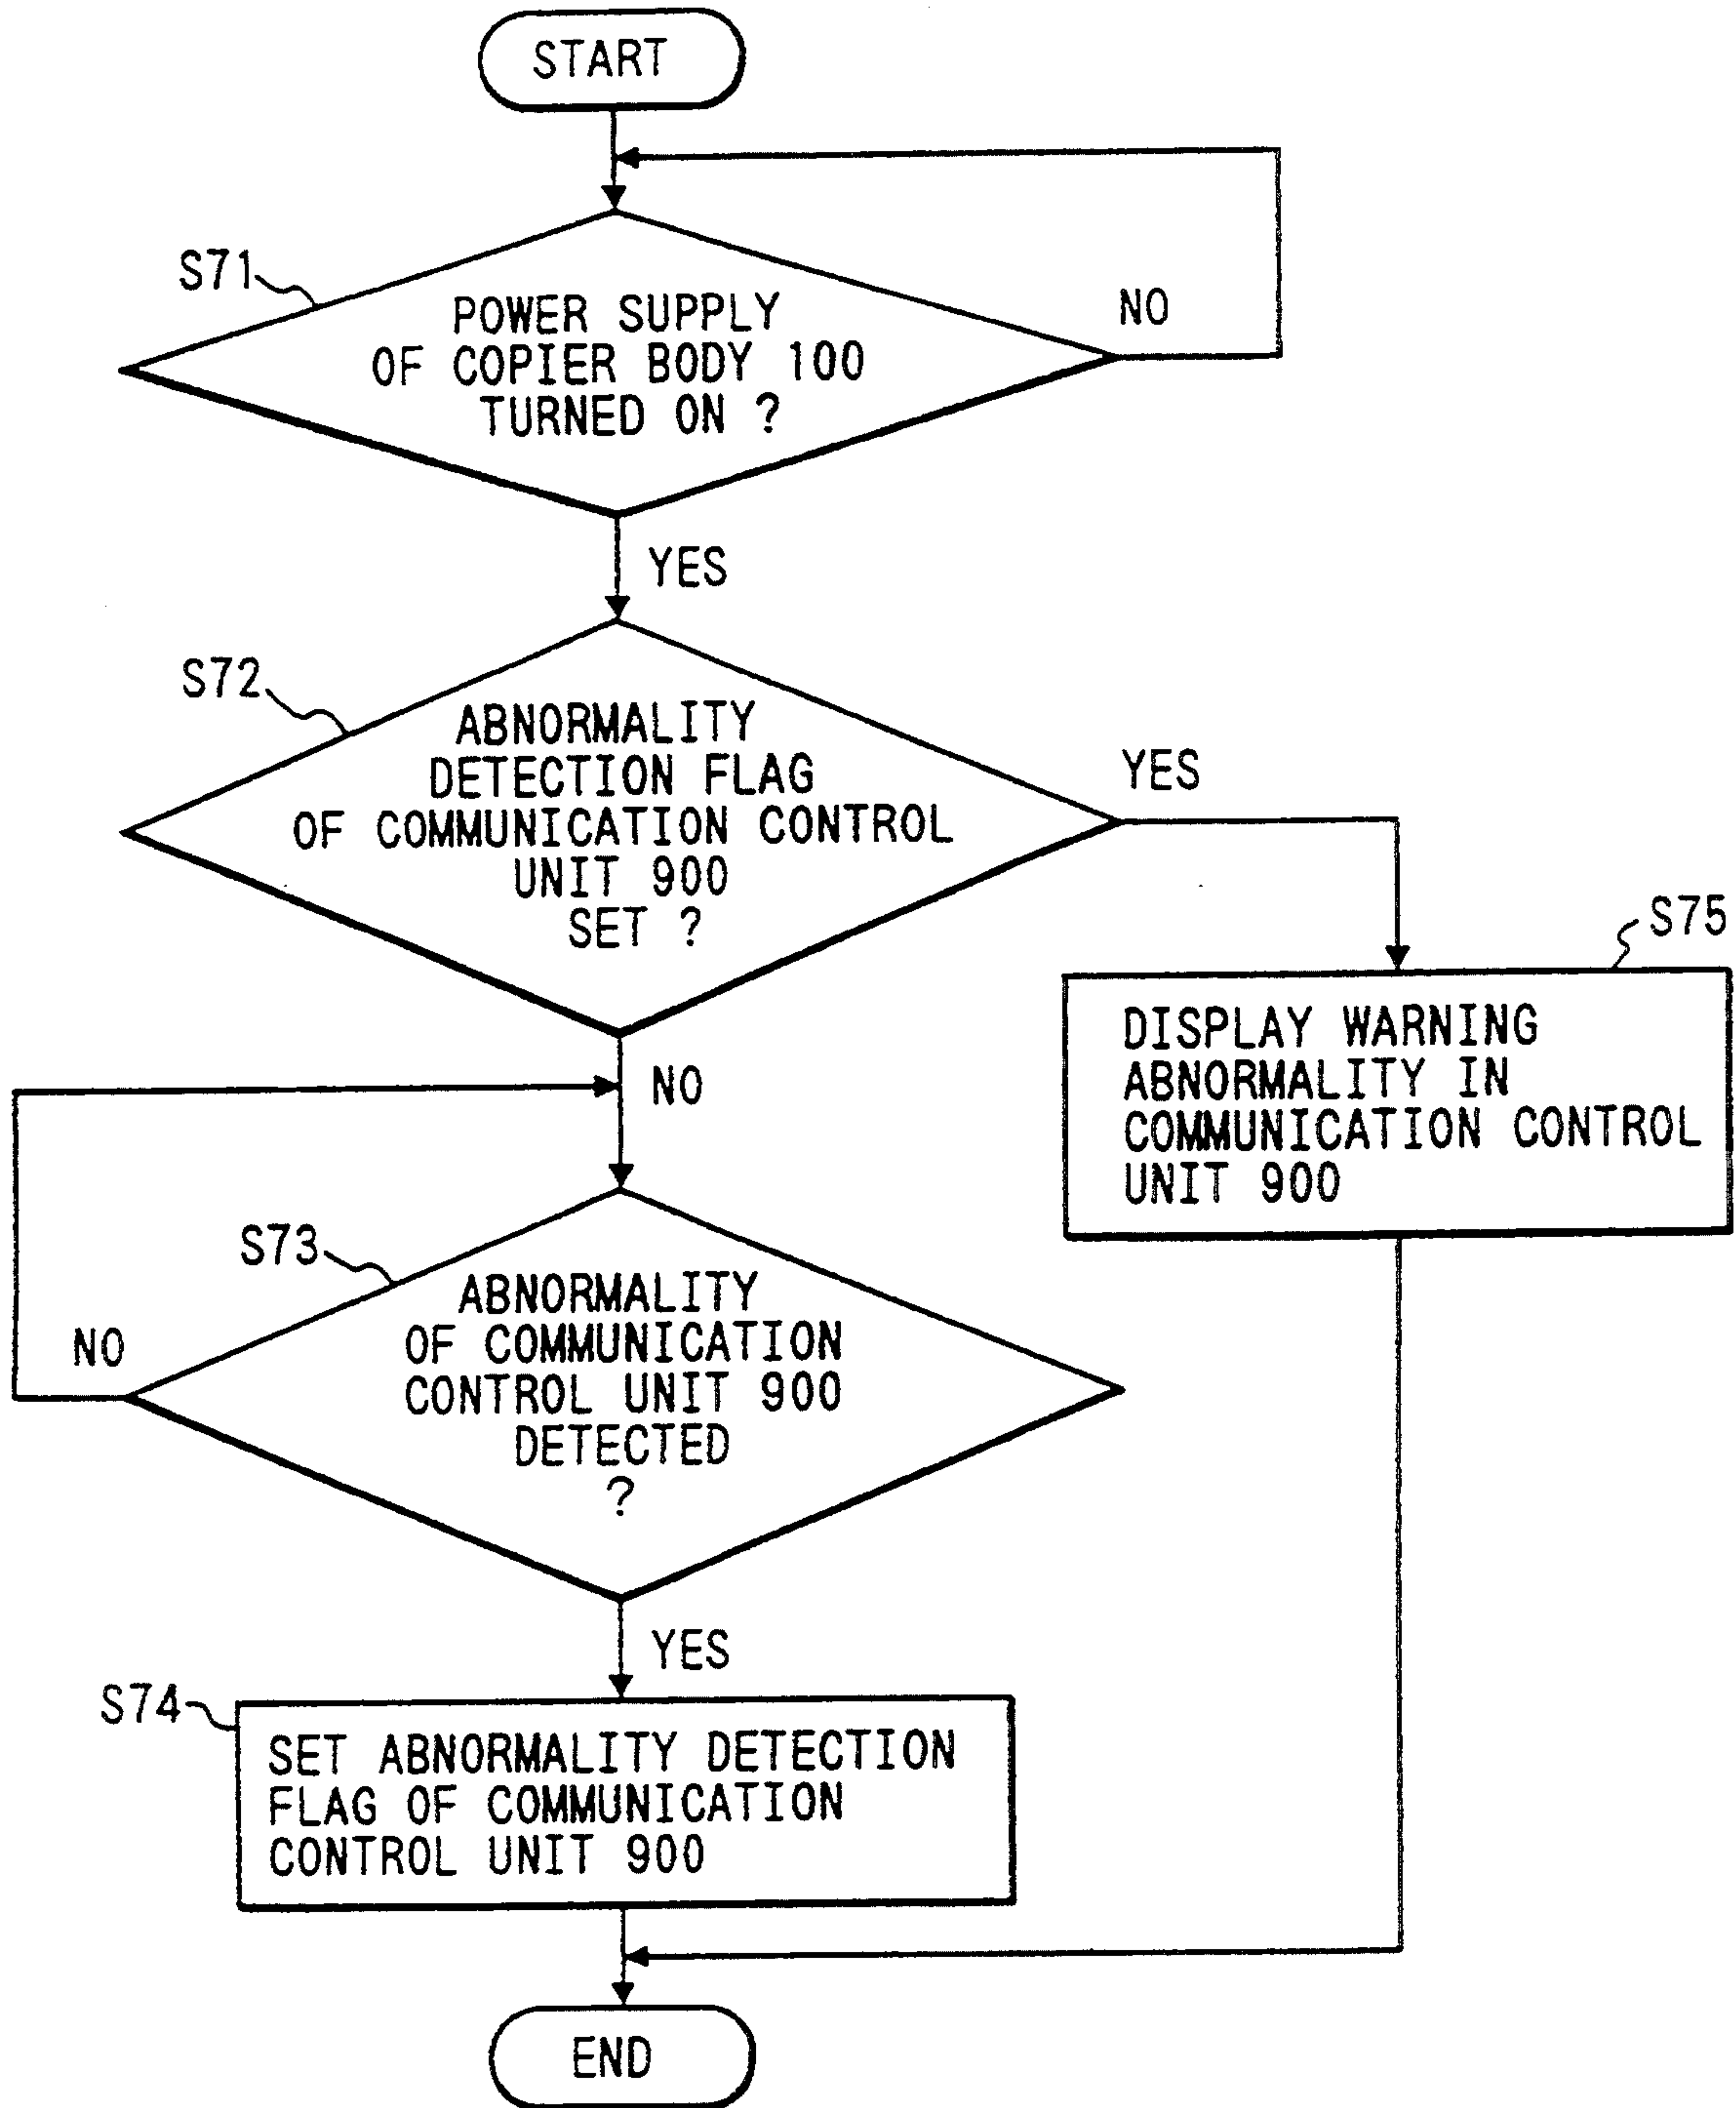 START
S71
POWER SUPPLY
OF COPIER BODY 100
TURNED ON ?
NO
YES
S72
ABNORMALITY
DETECTION FLAG
OF COMMUNICATION CONTROL
UNIT 900
SET ?
YES
NO
S75
DISPLAY WARNING
ABNORMALITY IN
COMMUNICATION CONTROL
UNIT 900
S73
ABNORMALITY
OF COMMUNICATION
CONTROL UNIT 900
DETECTED
?
NO
YES
S74
SET ABNORMALITY DETECTION
FLAG OF COMMUNICATION
CONTROL UNIT 900
END